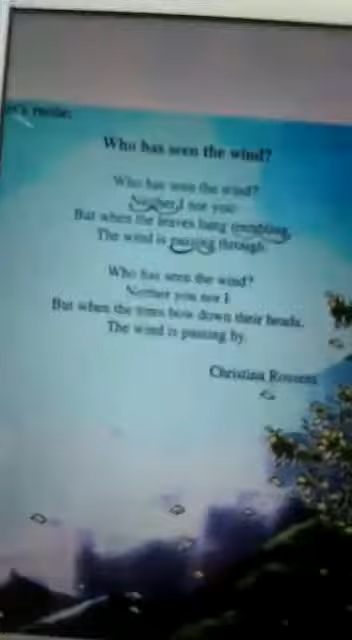 Let's recite:
Who has seen the wind?
Who has seen the wind?
Neither I nor you:
But when the leaves hang trembling,
The wind is passing through.
Who has seen the wind?
Neither you nor I
But when the trees bow down their heads,
The wind is passing by.
Christina Rossetti